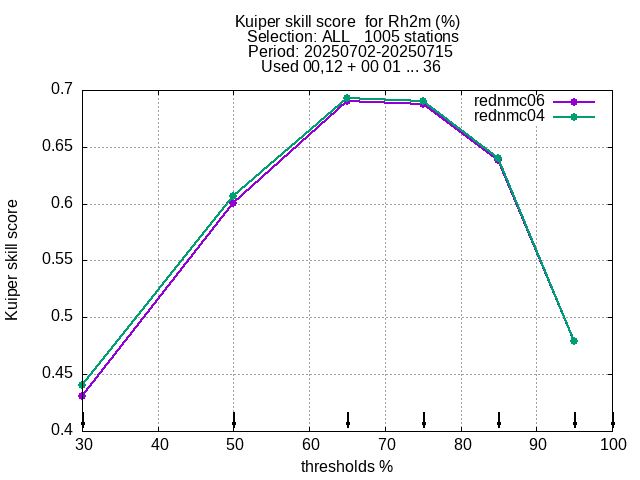 Kuiper skill score  for Rh2m (%)
Selection: ALL   1005 stations
Period: 20250702-20250715
Used 00,12 + 00 01 ... 36
rednmc06
rednmc04
0.7
0.65
0.6
0.55
0.5
0.45
0.4
Kuiper skill score
30 40 50 60 70 80 90 100
thresholds %